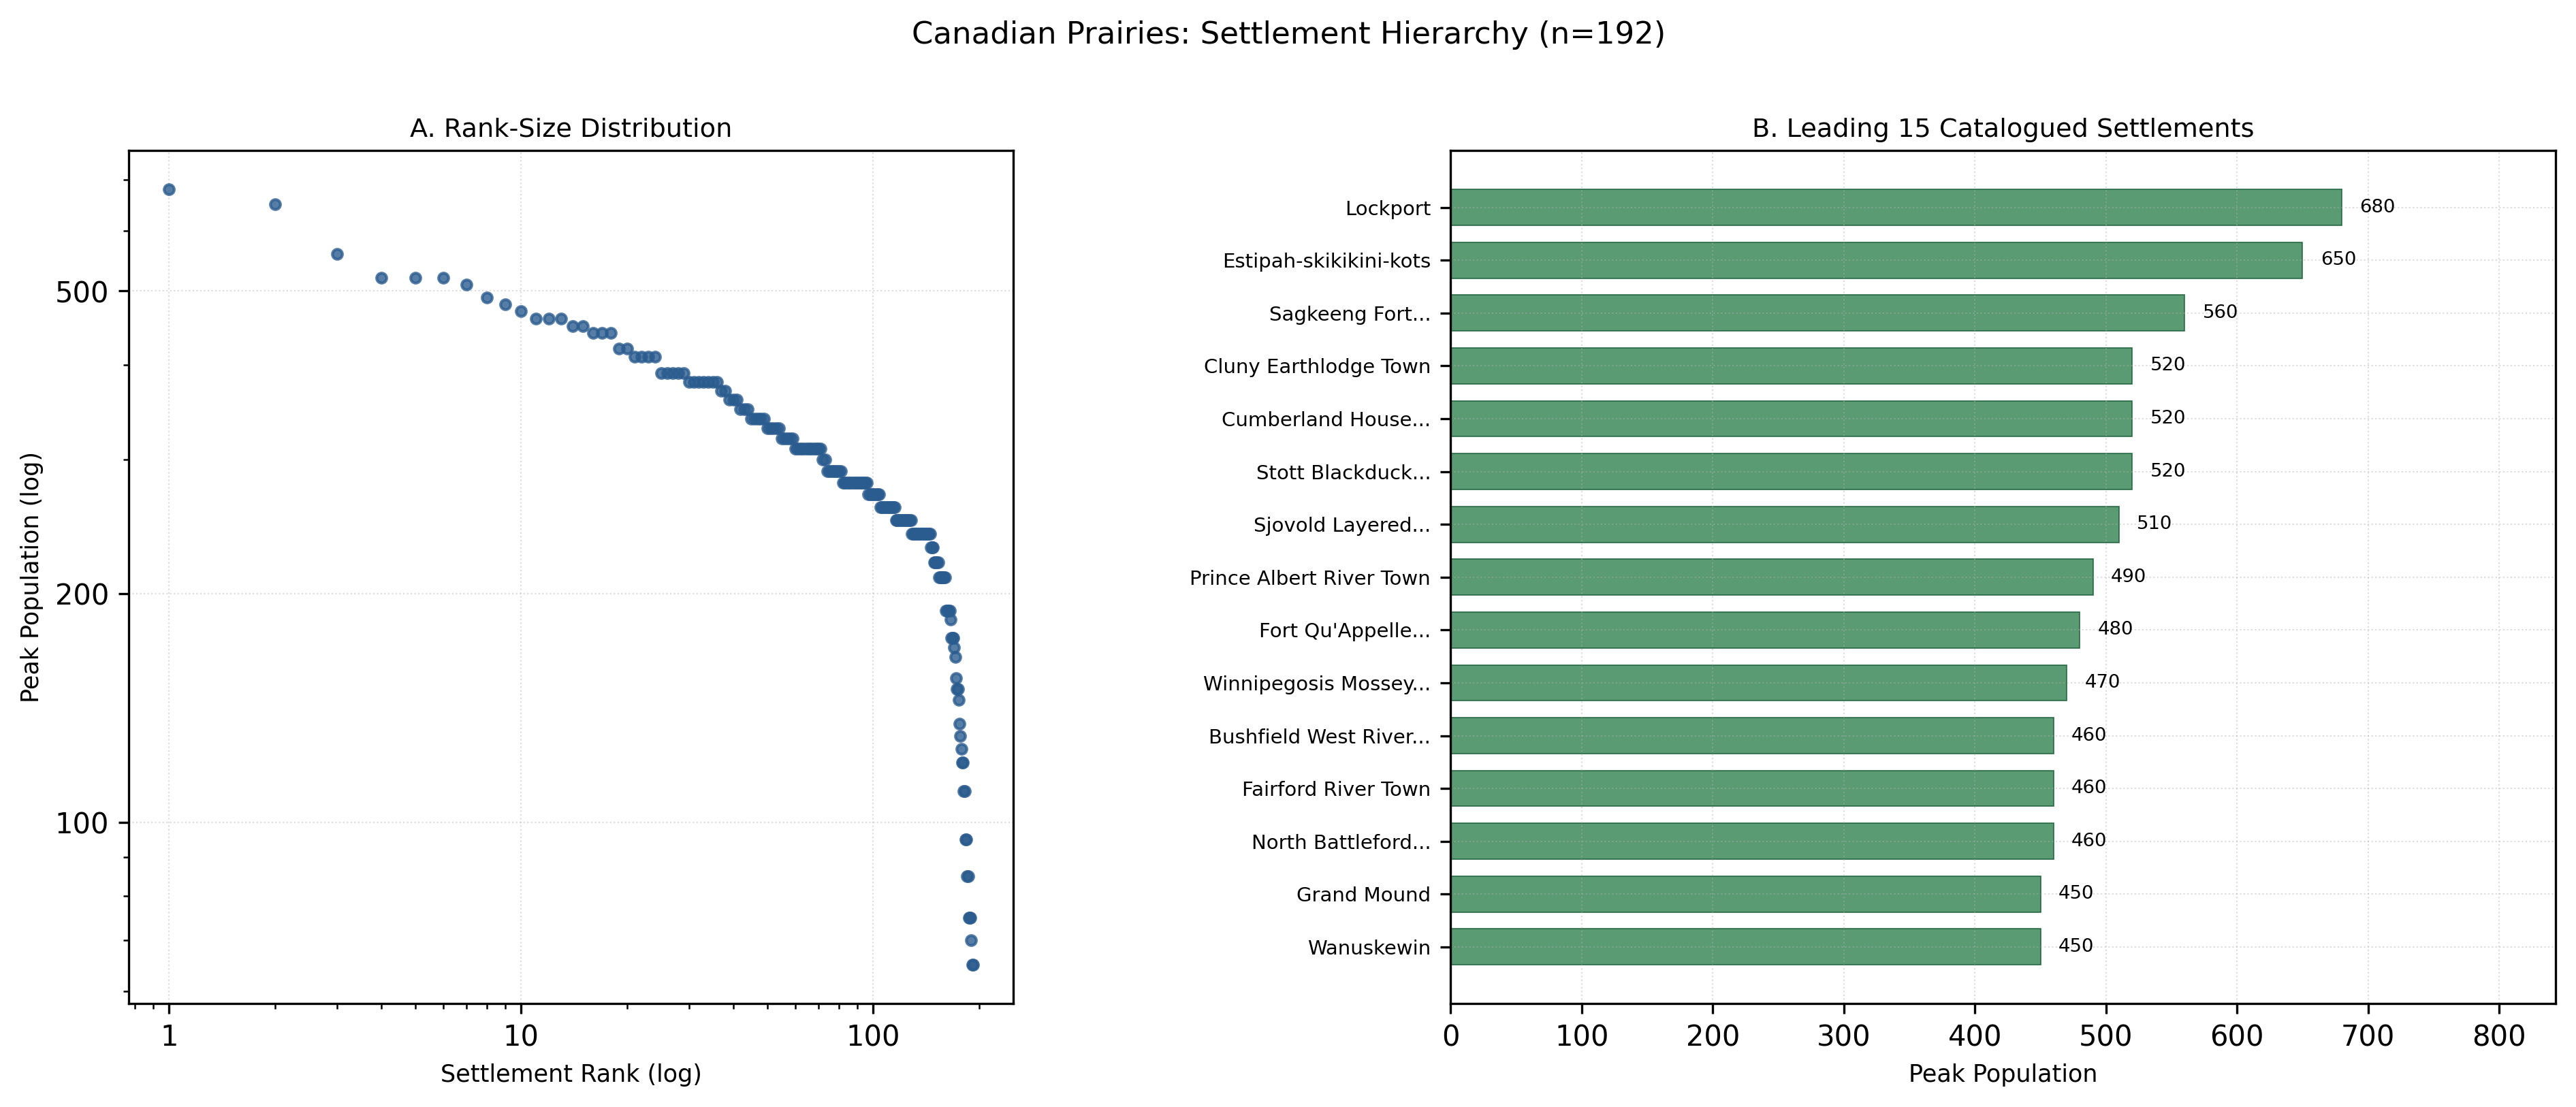 Canadian Prairies: Settlement Hierarchy (n=192)
A. Rank-Size Distribution
Peak Population (log)
500
200
100
1 10 100
Settlement Rank (log)
B. Leading 15 Catalogued Settlements
Lockport 680
Estipah-skikikini-kots 650
Sagkeeng Fort... 560
Cluny Earthlodge Town 520
Cumberland House... 520
Stott Blackduck... 520
Sjovold Layered... 510
Prince Albert River Town 490
Fort Qu'Appelle... 480
Winnipegosis Mossey... 470
Bushfield West River... 460
Fairford River Town 460
North Battleford... 460
Grand Mound 450
Wanuskewin 450
0 100 200 300 400 500 600 700 800
Peak Population